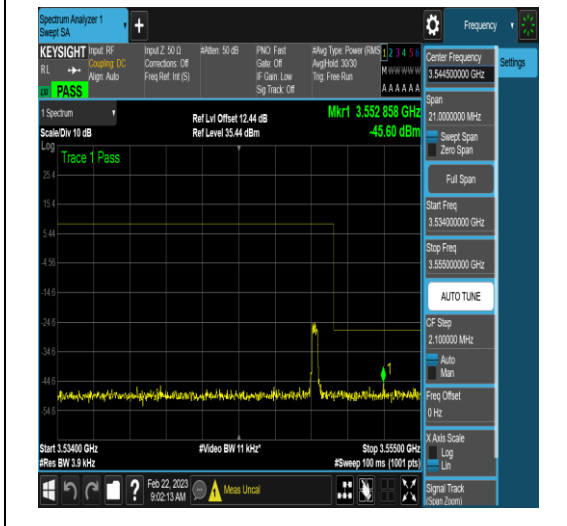 Spectrum Analyzer 1
Swept SA
Frequency
KEYSIGHT Input: RF
Coupling: DC
Align: Auto
RL
PASS
Input Z: 50 Ω
Corrections: Off
Freq Ref: Int (S)
#Atten: 50 dB
PNO: Fast
Gate: Off
IF Gain: Low
Sig Track: Off
#Avg Type: Power (RMS
Avg|Hold: 30/30
Trig: Free Run
1 2 3 4 5 6
M W W W W W
A A A A A A
1 Spectrum
Scale/Div 10 dB
Ref Lvl Offset 12.44 dB
Ref Level 35.44 dBm
Mkr1 3.552 858 GHz
-45.60 dBm
Log
Trace 1 Pass
25.4
15.4
5.44
-4.56
-14.6
-24.6
-34.6
-44.6
-54.6
1
Start 3.53400 GHz
#Res BW 3.9 kHz
#Video BW 11 kHz*
Stop 3.55500 GHz
#Sweep 100 ms (1001 pts)
Feb 22, 2023
9:02:13 AM
Meas Uncal
Center Frequency
3.544500000 GHz
Settings
Span
21.0000000 MHz
Swept Span
Zero Span
Full Span
Start Freq
3.534000000 GHz
Stop Freq
3.555000000 GHz
AUTO TUNE
CF Step
2.100000 MHz
Auto
Man
Freq Offset
0 Hz
X Axis Scale
Log
Lin
Signal Track
(Span Zoom)